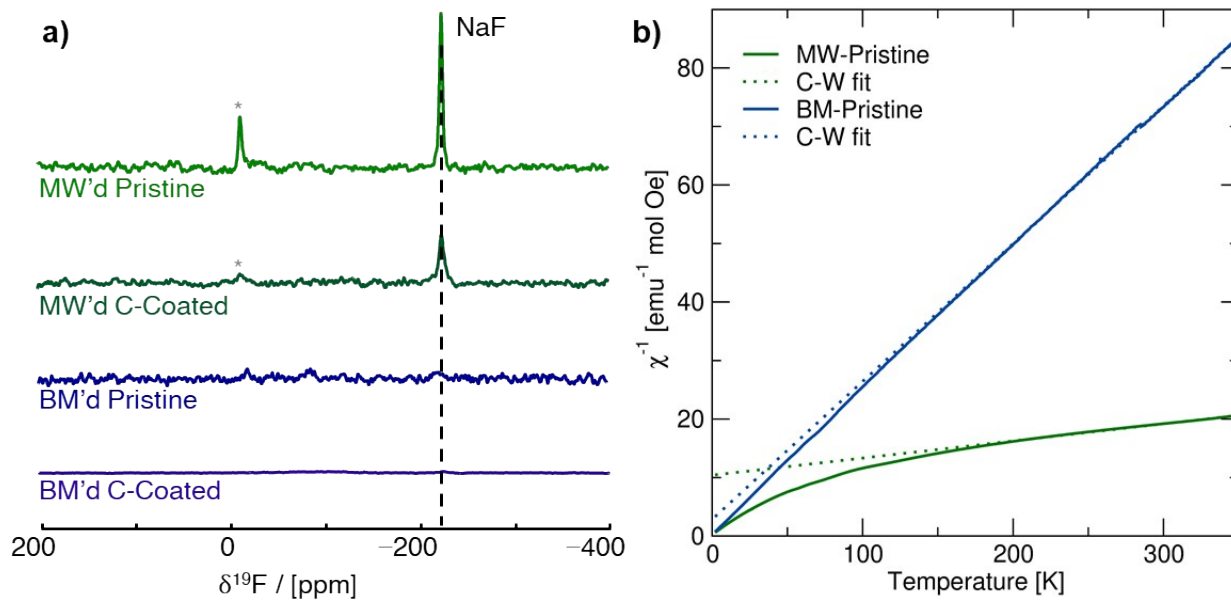 a)
NaF
*
MW'd Pristine
*
MW'd C-Coated
BM'd Pristine
BM'd C-Coated
200 0 −200 −400
δ¹⁹F / [ppm]
b)
MW-Pristine
C-W fit
BM-Pristine
C-W fit
80
60
40
20
0
χ⁻¹ [emu⁻¹ mol Oe]
0 100 200 300
Temperature [K]